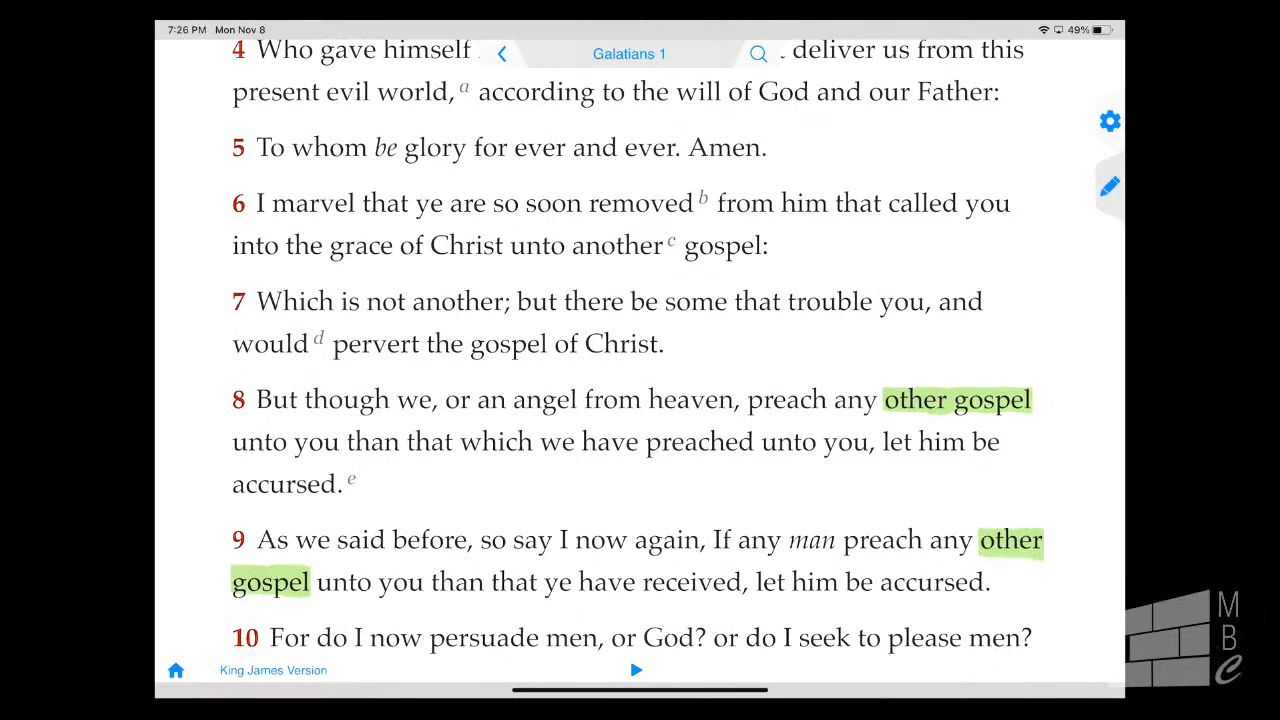 7:26 PM Mon Nov 8 49%
4 Who gave himself Galatians 1 deliver us from this
present evil world, a according to the will of God and our Father:
5 To whom be glory for ever and ever. Amen.
6 I marvel that ye are so soon removed b from him that called you
into the grace of Christ unto another c gospel:
7 Which is not another; but there be some that trouble you, and
would d pervert the gospel of Christ.
8 But though we, or an angel from heaven, preach any other gospel
unto you than that which we have preached unto you, let him be
accursed. e
9 As we said before, so say I now again, If any man preach any other
gospel unto you than that ye have received, let him be accursed.
10 For do I now persuade men, or God? or do I seek to please men?
King James Version
M
B
C